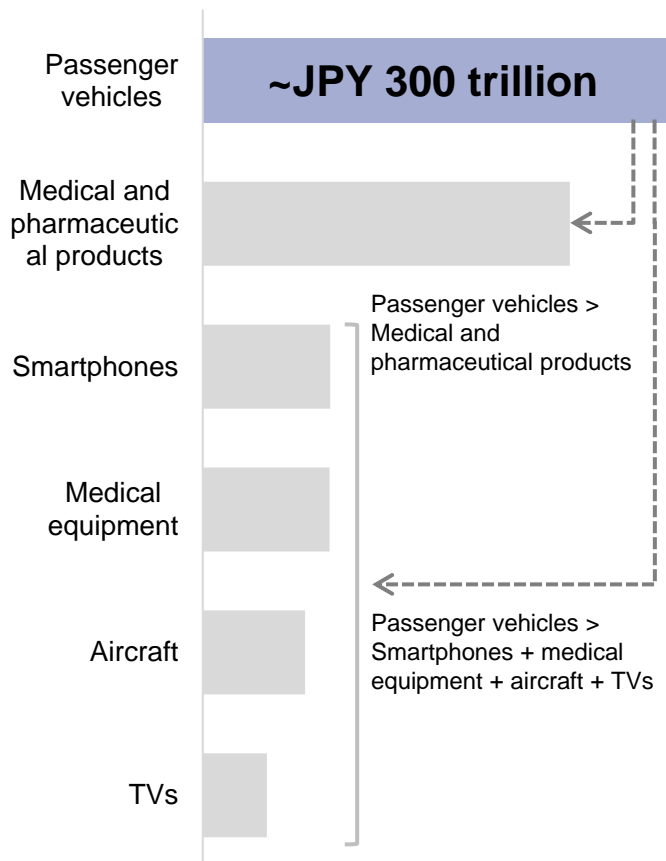 Passenger
vehicles
~JPY 300 trillion
Medical and
pharmaceutic
al products
Passenger vehicles >
Medical and
pharmaceutical products
Smartphones
Medical
equipment
Passenger vehicles >
Smartphones + medical
equipment + aircraft + TVs
Aircraft
TVs